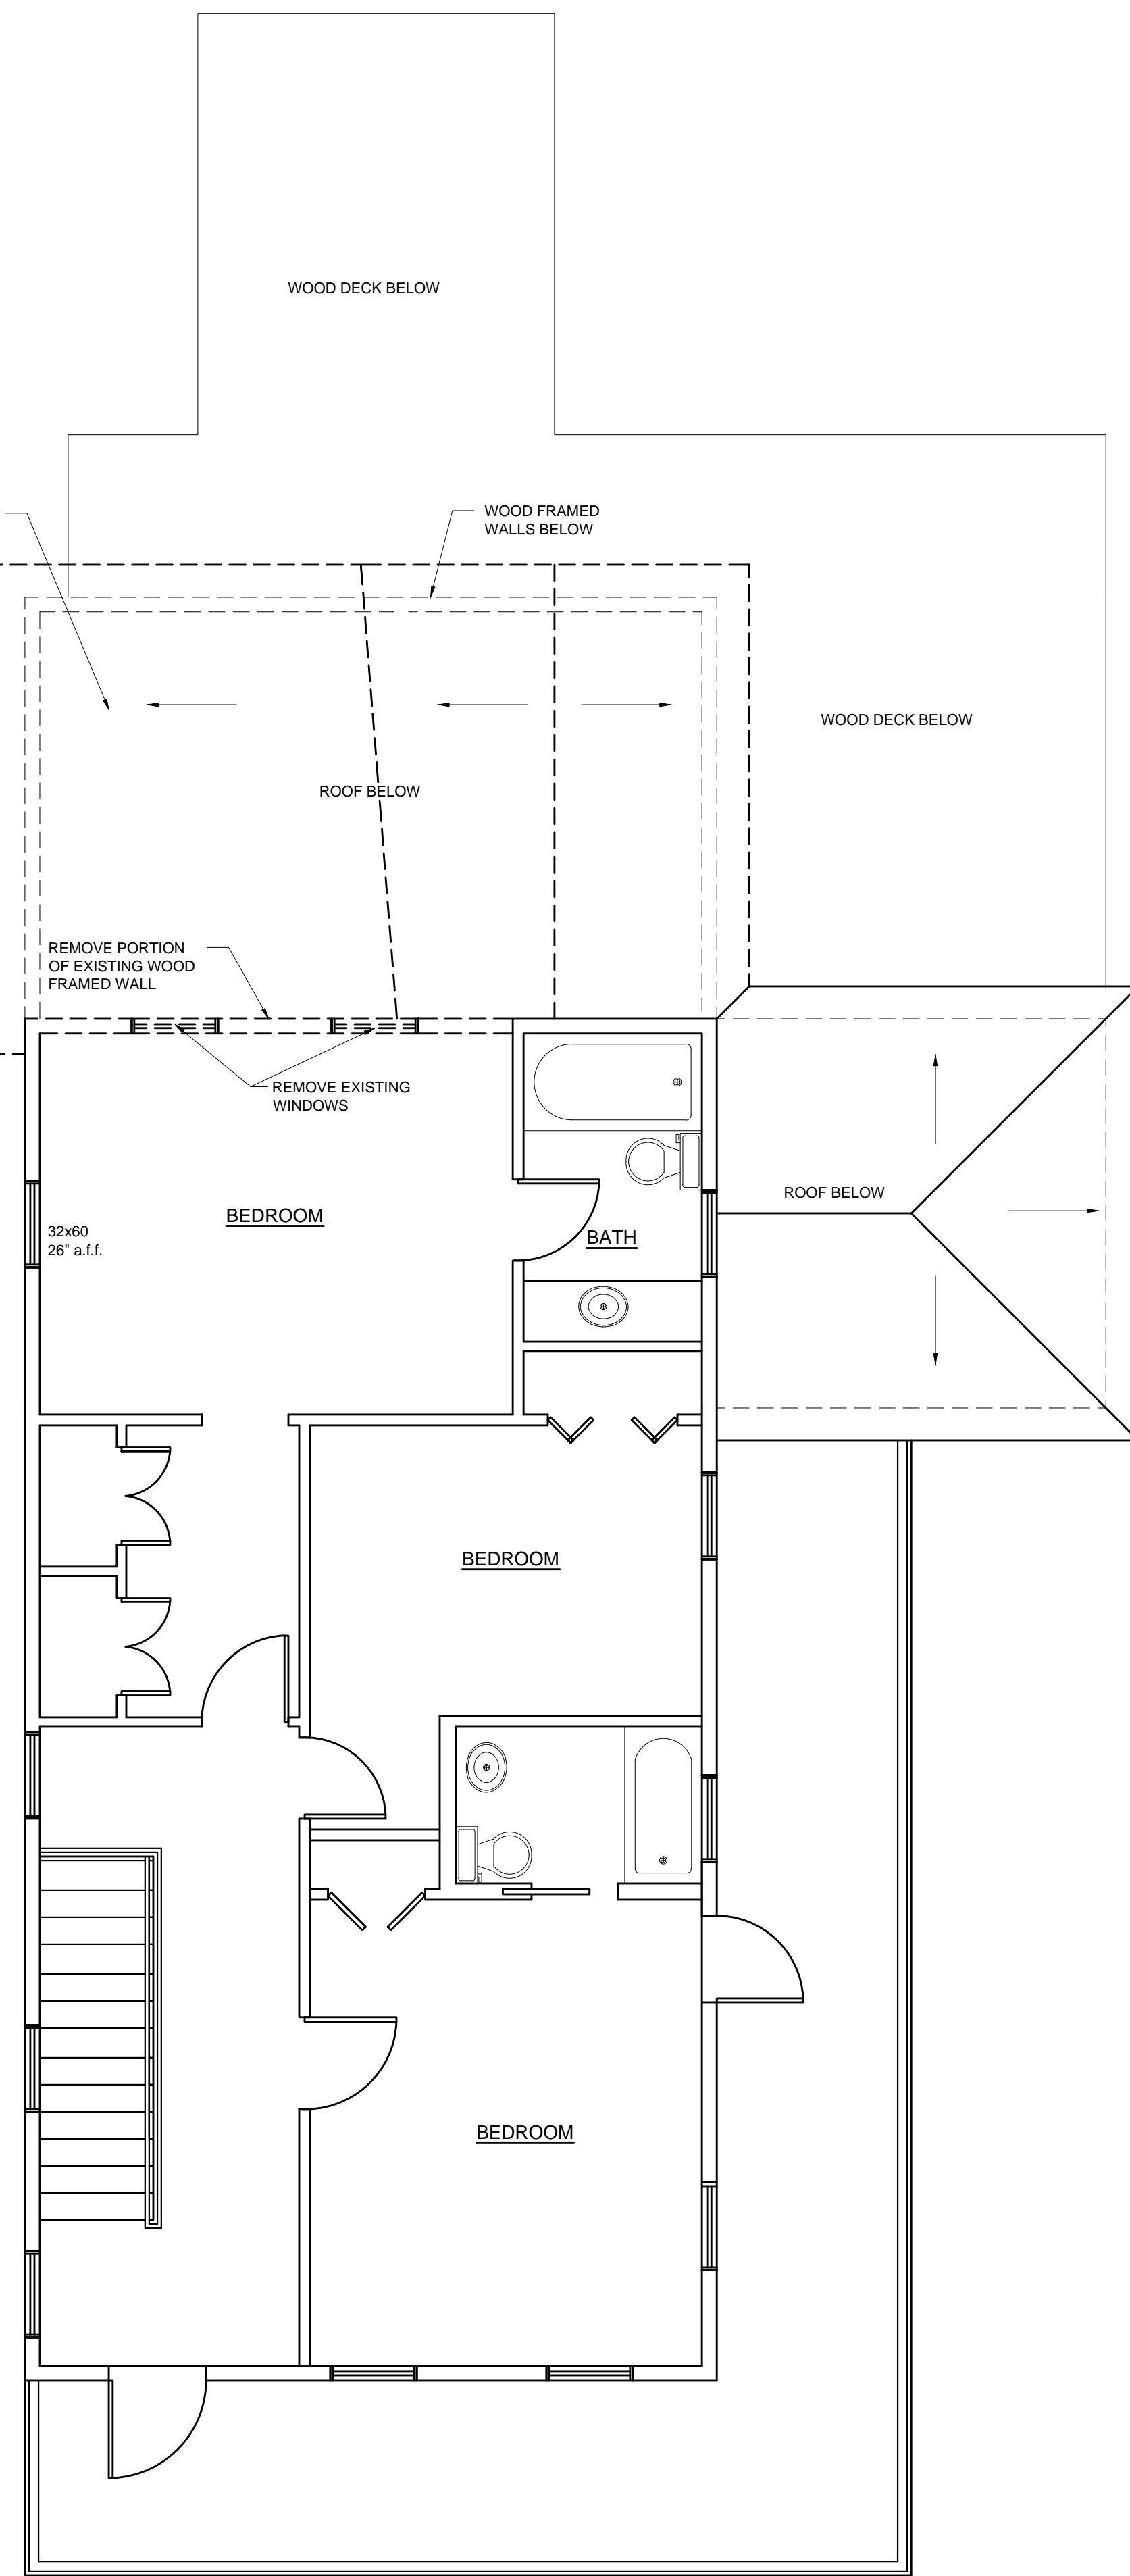 WOOD DECK BELOW
WOOD FRAMED
WALLS BELOW
WOOD DECK BELOW
ROOF BELOW
REMOVE PORTION
OF EXISTING WOOD
FRAMED WALL
REMOVE EXISTING
WINDOWS
ROOF BELOW
BEDROOM
32x60
26" a.f.f.
BATH
BEDROOM
BEDROOM